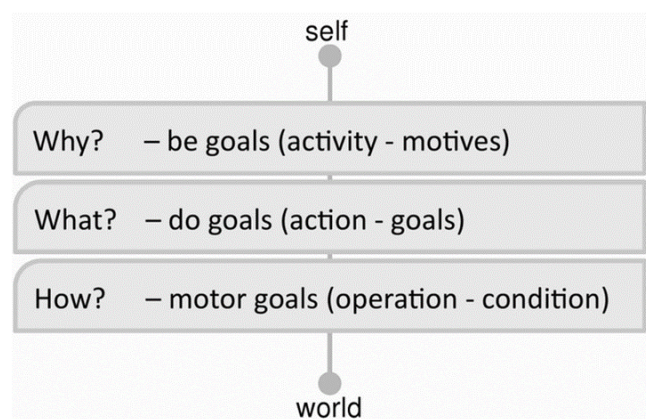 self
Why? – be goals (activity - motives)
What? – do goals (action - goals)
How? – motor goals (operation - condition)
world